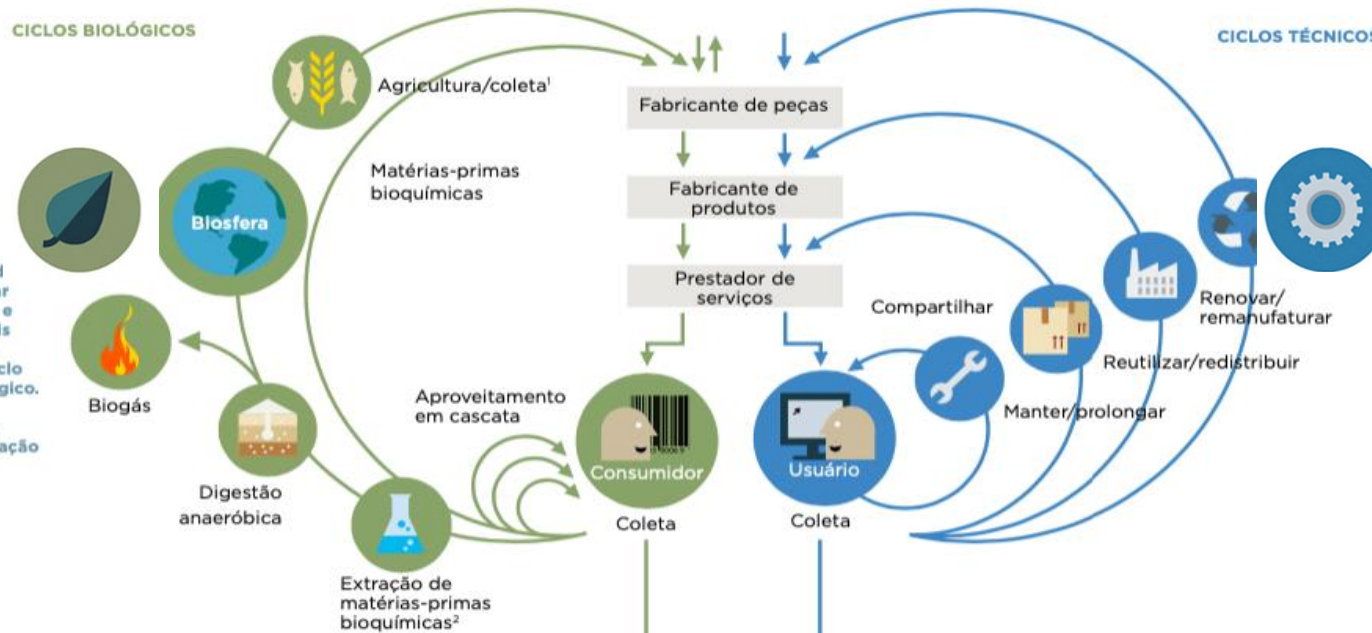 CICLOS BIOLÓGICOS
CICLOS TÉCNICOS
Agricultura/coleta¹
Fabricante de peças
Matérias-primas
bioquímicas
Fabricante de
produtos
Biosfera
Prestador de
serviços
Compartilhar
Renovar/
remanufaturar
Reutilizar/redistribuir
Manter/prolongar
Biogás
Aproveitamento
em cascata
Consumidor
Usuário
Digestão
anaeróbica
Coleta
Coleta
Extração de
matérias-primas
bioquímicas²